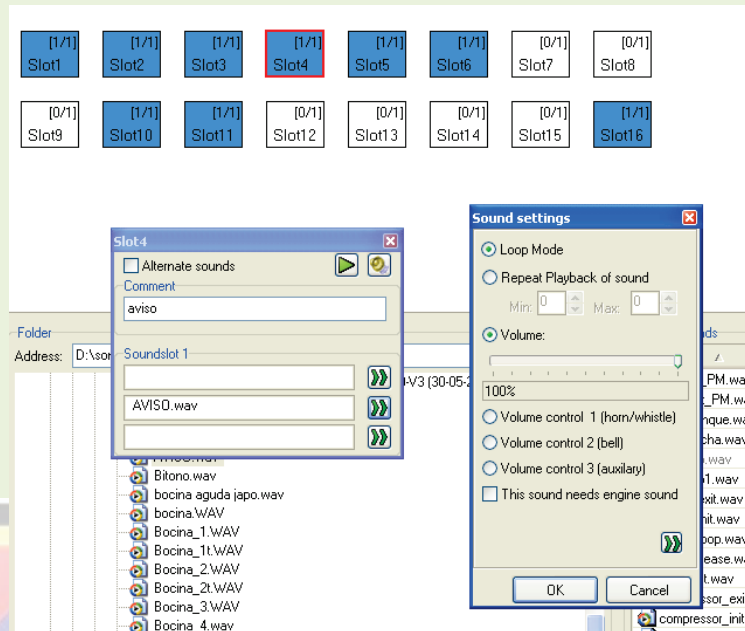 [1/1] [1/1] [1/1] [1/1] [1/1] [1/1] [0/1] [0/1]
Slot1 Slot2 Slot3 Slot4 Slot5 Slot6 Slot7 Slot8
[0/1] [1/1] [1/1] [0/1] [0/1] [0/1] [0/1] [1/1]
Slot9 Slot10 Slot11 Slot12 Slot13 Slot14 Slot15 Slot16
Slot4
Alternate sounds
Comment
aviso
Soundslot 1
AVISO.wav
Sound settings
Loop Mode
Repeat Playback of sound
Min: 0 Max: 0
Volume:
100%
Volume control 1 (horn/whistle)
Volume control 2 (bell)
Volume control 3 (auxilary)
This sound needs engine sound
OK Cancel
Folder
Address: D:\
Bitono.wav
bocina aguda japo.wav
bocina.WAV
Bocina_1.WAV
Bocina_1t.WAV
Bocina_2.WAV
Bocina_2t.WAV
Bocina_3.WAV
Bocina_4.wav
compressor_init